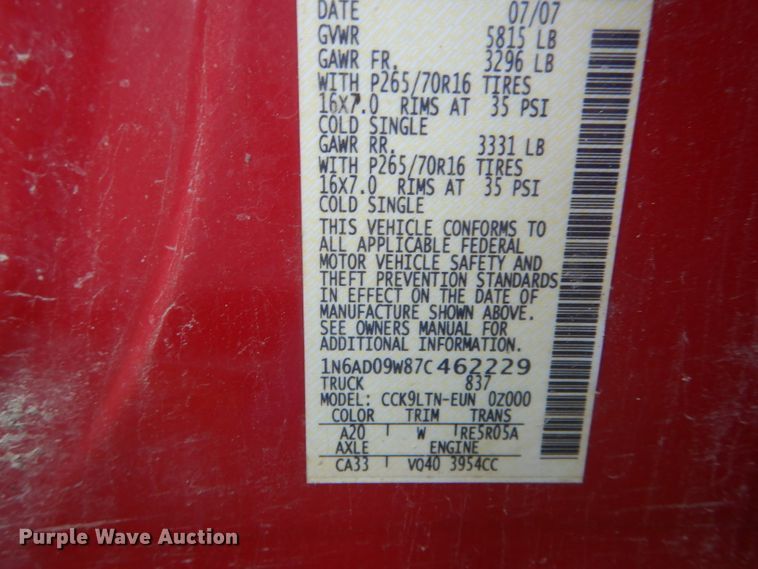 DATE 07/07
GVWR 5815 LB
GAWR FR. 3296 LB
WITH P265/70R16 TIRES
16X7.0 RIMS AT 35 PSI
COLD SINGLE
GAWR RR. 3331 LB
WITH P265/70R16 TIRES
16X7.0 RIMS AT 35 PSI
COLD SINGLE
THIS VEHICLE CONFORMS TO
ALL APPLICABLE FEDERAL
MOTOR VEHICLE SAFETY AND
THEFT PREVENTION STANDARDS
IN EFFECT ON THE DATE OF
MANUFACTURE SHOWN ABOVE.
SEE OWNERS MANUAL FOR
ADDITIONAL INFORMATION.
1N6AD09W87C462229
TRUCK 837
MODEL: CCK9LTN-EUN 0Z000
COLOR TRIM TRANS
A20 W RE5R05A
AXLE ENGINE
CA33 VQ40 3954CC
Purple Wave Auction